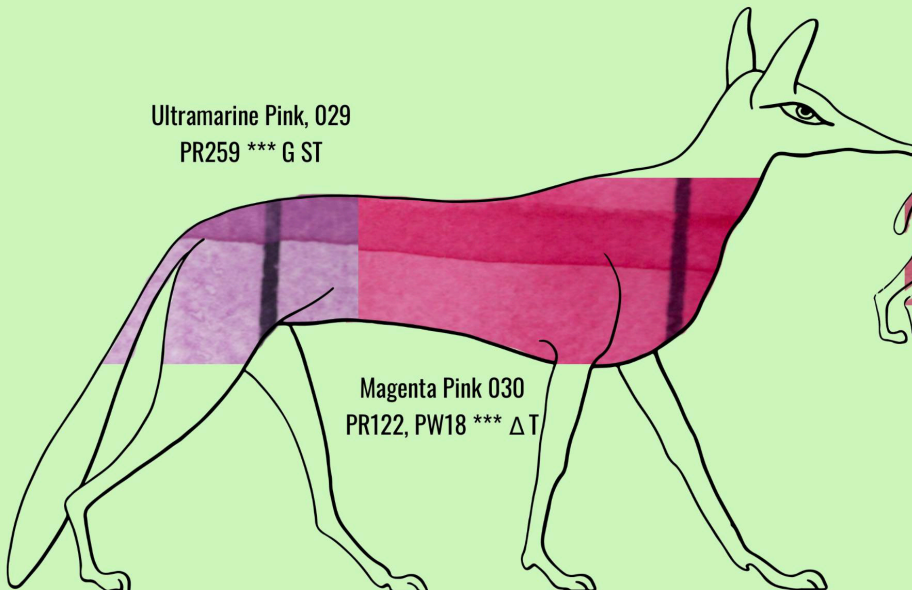 Ultramarine Pink, 029
PR259 *** G ST
Magenta Pink 030
PR122, PW18 *** Δ T